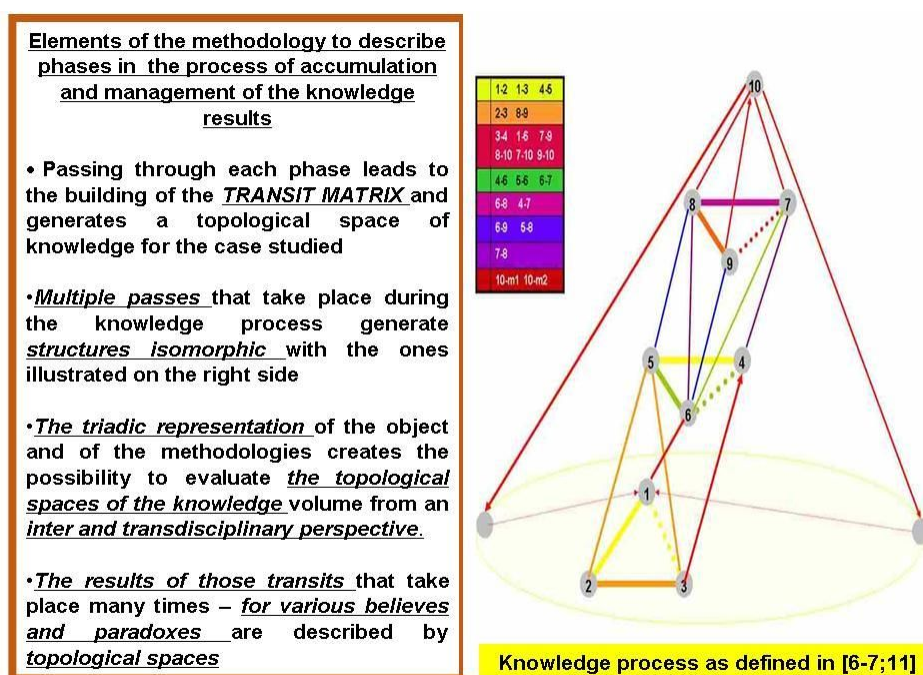 Elements of the methodology to describe
phases in the process of accumulation
and management of the knowledge
results
• Passing through each phase leads to
the building of the TRANSIT MATRIX and
generates a topological space of
knowledge for the case studied
•Multiple passes that take place during
the knowledge process generate
structures isomorphic with the ones
illustrated on the right side
•The triadic representation of the object
and of the methodologies creates the
possibility to evaluate the topological
spaces of the knowledge volume from an
inter and transdisciplinary perspective.
•The results of those transits that take
place many times – for various believes
and paradoxes are described by
topological spaces
1-2 1-3 4-5
2-3 8-9
3-4 1-6 7-9
8-10 7-10 9-10
4-6 5-6 6-7
6-8 4-7
6-9 5-8
7-8
10-m1 10-m2
10
8
7
9
5
4
6
1
2
3
Knowledge process as defined in [6-7;11]